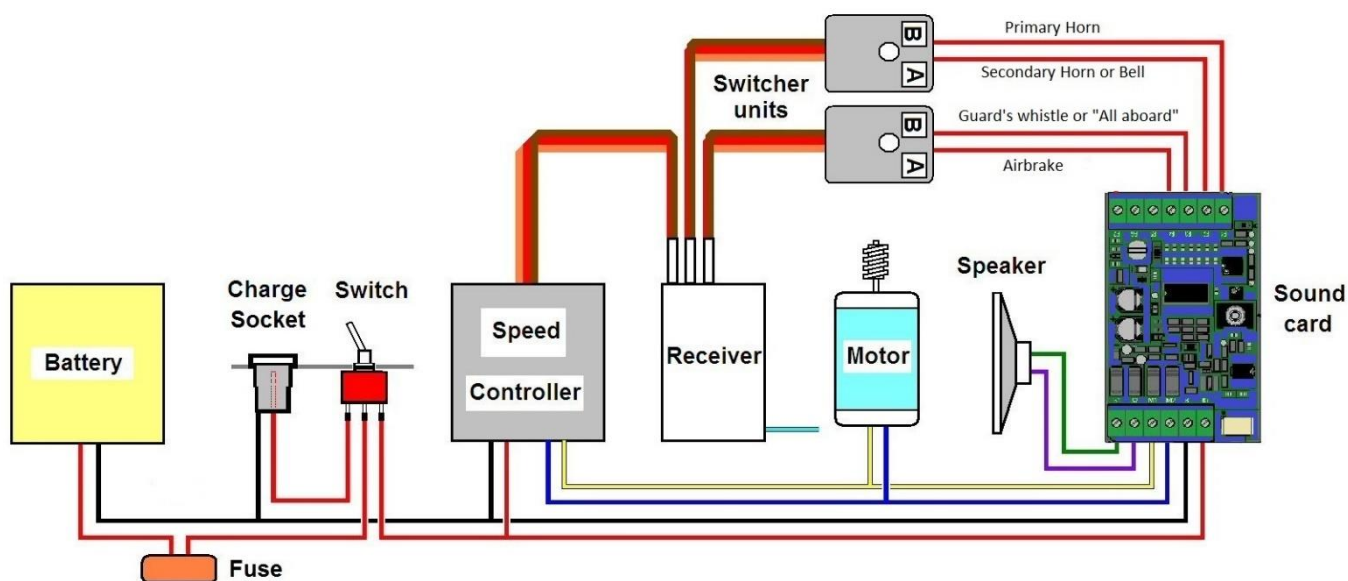 Primary Horn
B
A
Secondary Horn or Bell
Switcher
units
Guard's whistle or "All aboard"
B
A
Airbrake
Charge
Socket
Switch
Speaker
Sound
card
Battery
Speed
Controller
Receiver
Motor
Fuse